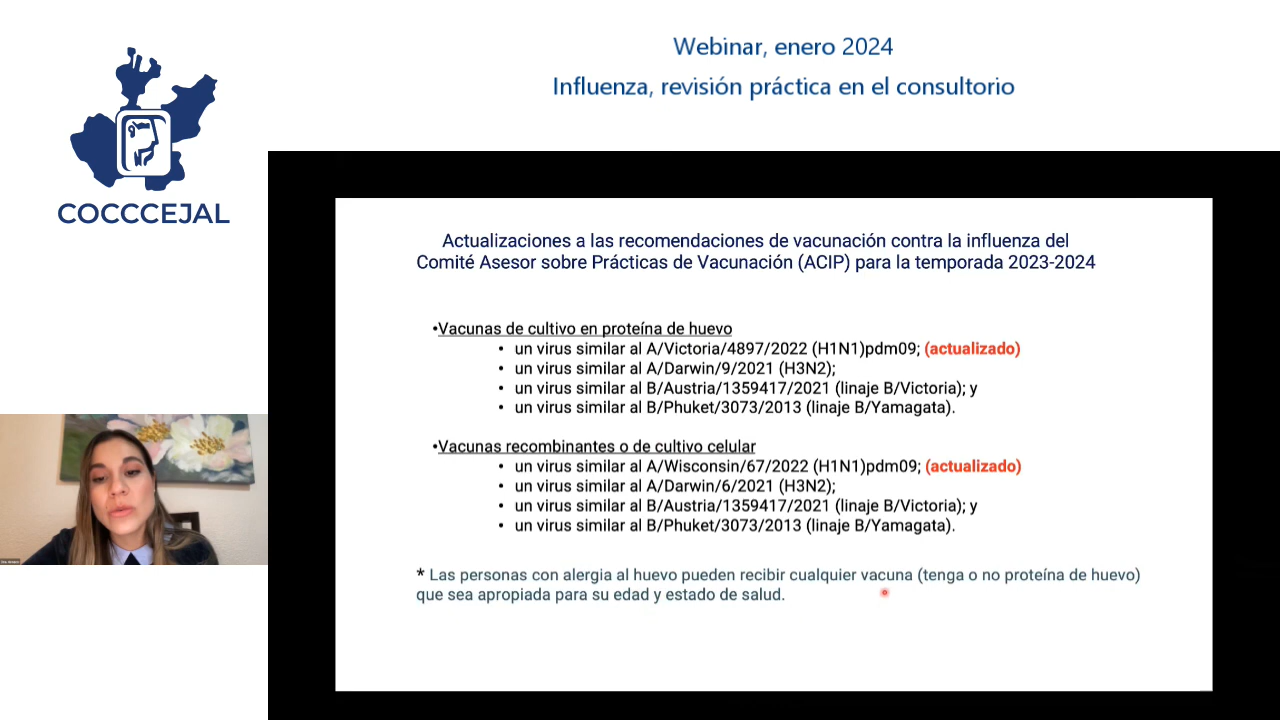 Webinar, enero 2024
Influenza, revisión práctica en el consultorio
COCCCEJAL
Actualizaciones a las recomendaciones de vacunación contra la influenza del
Comité Asesor sobre Prácticas de Vacunación (ACIP) para la temporada 2023-2024
•Vacunas de cultivo en proteína de huevo
• un virus similar al A/Victoria/4897/2022 (H1N1)pdm09; (actualizado)
• un virus similar al A/Darwin/9/2021 (H3N2);
• un virus similar al B/Austria/1359417/2021 (linaje B/Victoria); y
• un virus similar al B/Phuket/3073/2013 (linaje B/Yamagata).
•Vacunas recombinantes o de cultivo celular
• un virus similar al A/Wisconsin/67/2022 (H1N1)pdm09; (actualizado)
• un virus similar al A/Darwin/6/2021 (H3N2);
• un virus similar al B/Austria/1359417/2021 (linaje B/Victoria); y
• un virus similar al B/Phuket/3073/2013 (linaje B/Yamagata).
* Las personas con alergia al huevo pueden recibir cualquier vacuna (tenga o no proteína de huevo)
que sea apropiada para su edad y estado de salud.